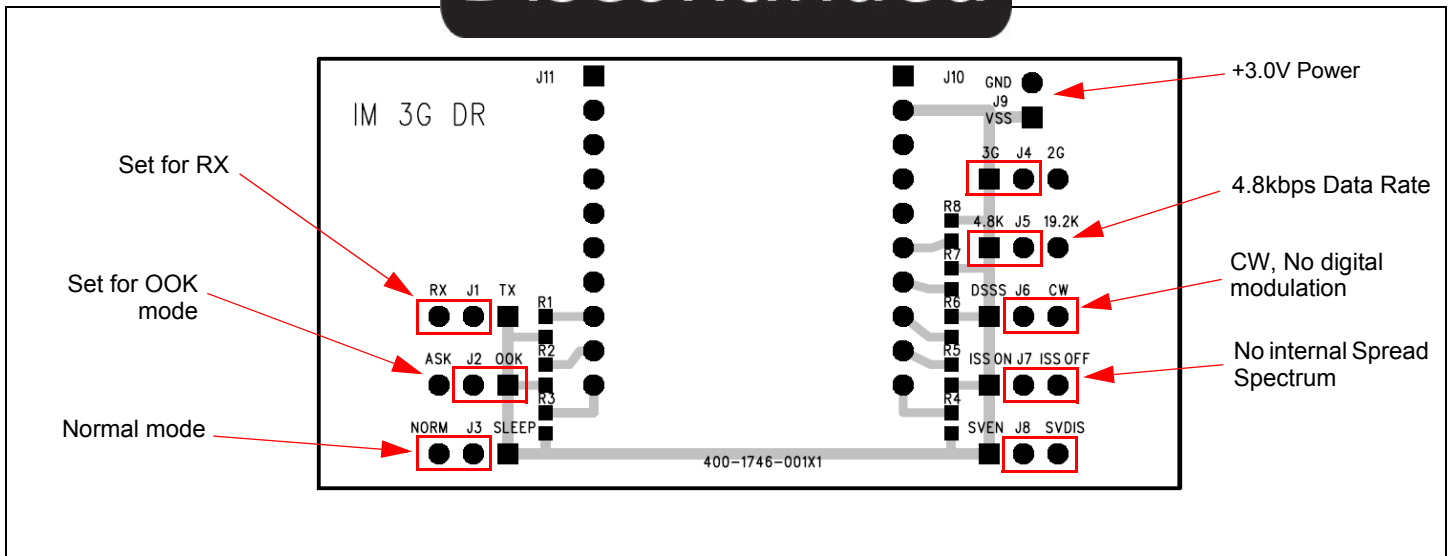 Discontinued
J11
J10
GND
+3.0V Power
J9
VSS
IM 3G DR
3G J4 2G
Set for RX
4.8kbps Data Rate
R8
4.8K J5 19.2K
R7
CW, No digital
modulation
Set for OOK
mode
RX J1 TX
R1
DSSS J6 CW
R6
No internal Spread
Spectrum
ASK J2 OOK
R2
R5
ISS ON J7 ISS OFF
R3
R4
Normal mode
NORM J3 SLEEP
SVEN J8 SVDIS
400-1746-001X1